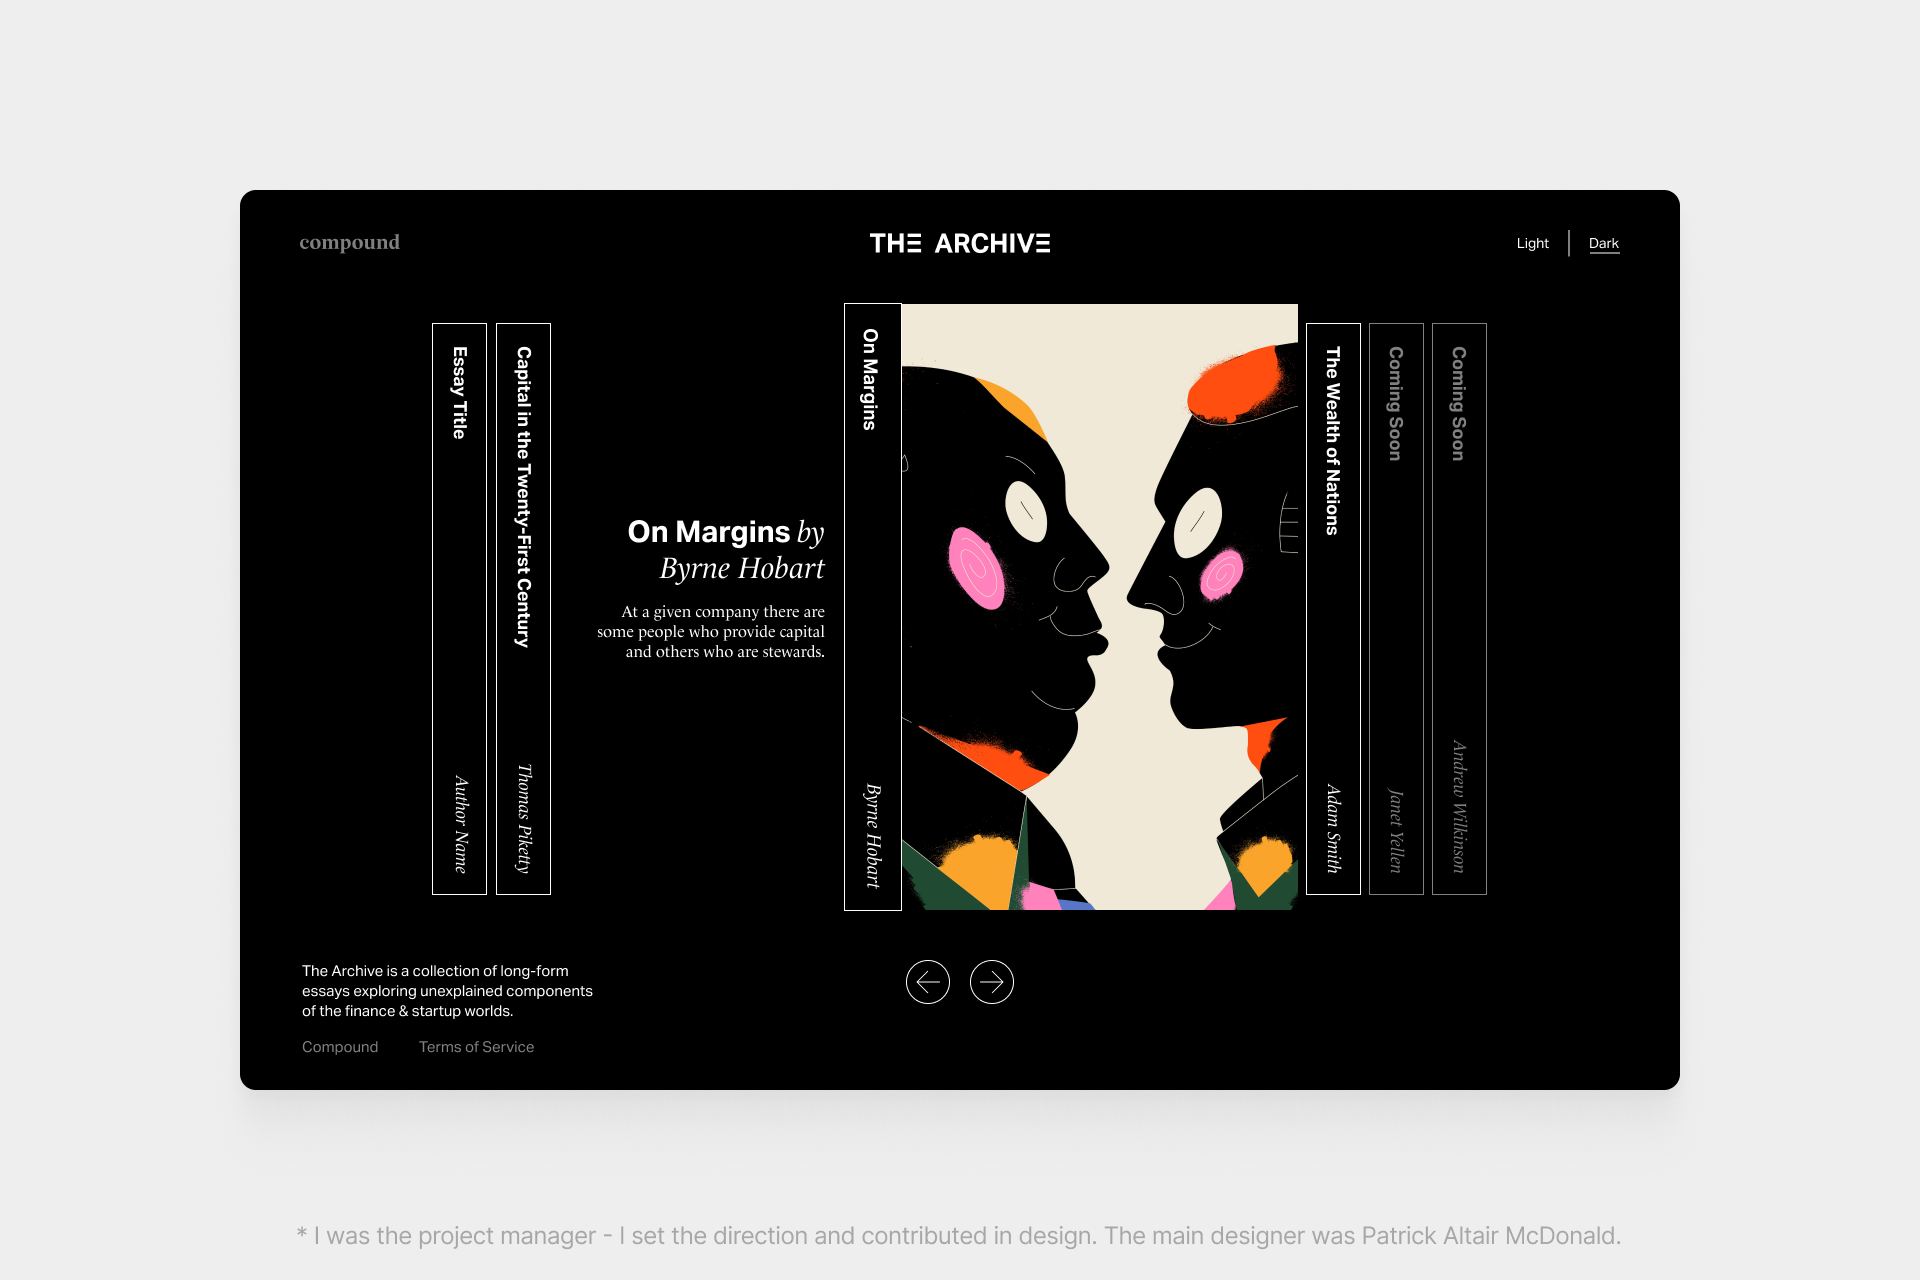 compound
THE ARCHIVE
Light
Dark
Essay Title
Author Name
Capital in the Twenty-First Century
Thomas Piketty
On Margins by
Byrne Hobart
At a given company there are
some people who provide capital
and others who are stewards.
On Margins
Byrne Hobart
The Wealth of Nations
Adam Smith
Coming Soon
Janet Yellen
Coming Soon
Andrew Wilkinson
The Archive is a collection of long-form
essays exploring unexplained components
of the finance & startup worlds.
Compound
Terms of Service
* I was the project manager - I set the direction and contributed in design. The main designer was Patrick Altair McDonald.